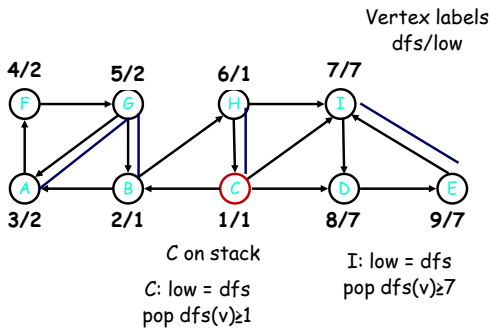 Vertex labels
dfs/low
4/2 5/2 6/1 7/7
F G H I
A B C D E
3/2 2/1 1/1 8/7 9/7
C on stack
C: low = dfs
pop dfs(v)≥1
I: low = dfs
pop dfs(v)≥7